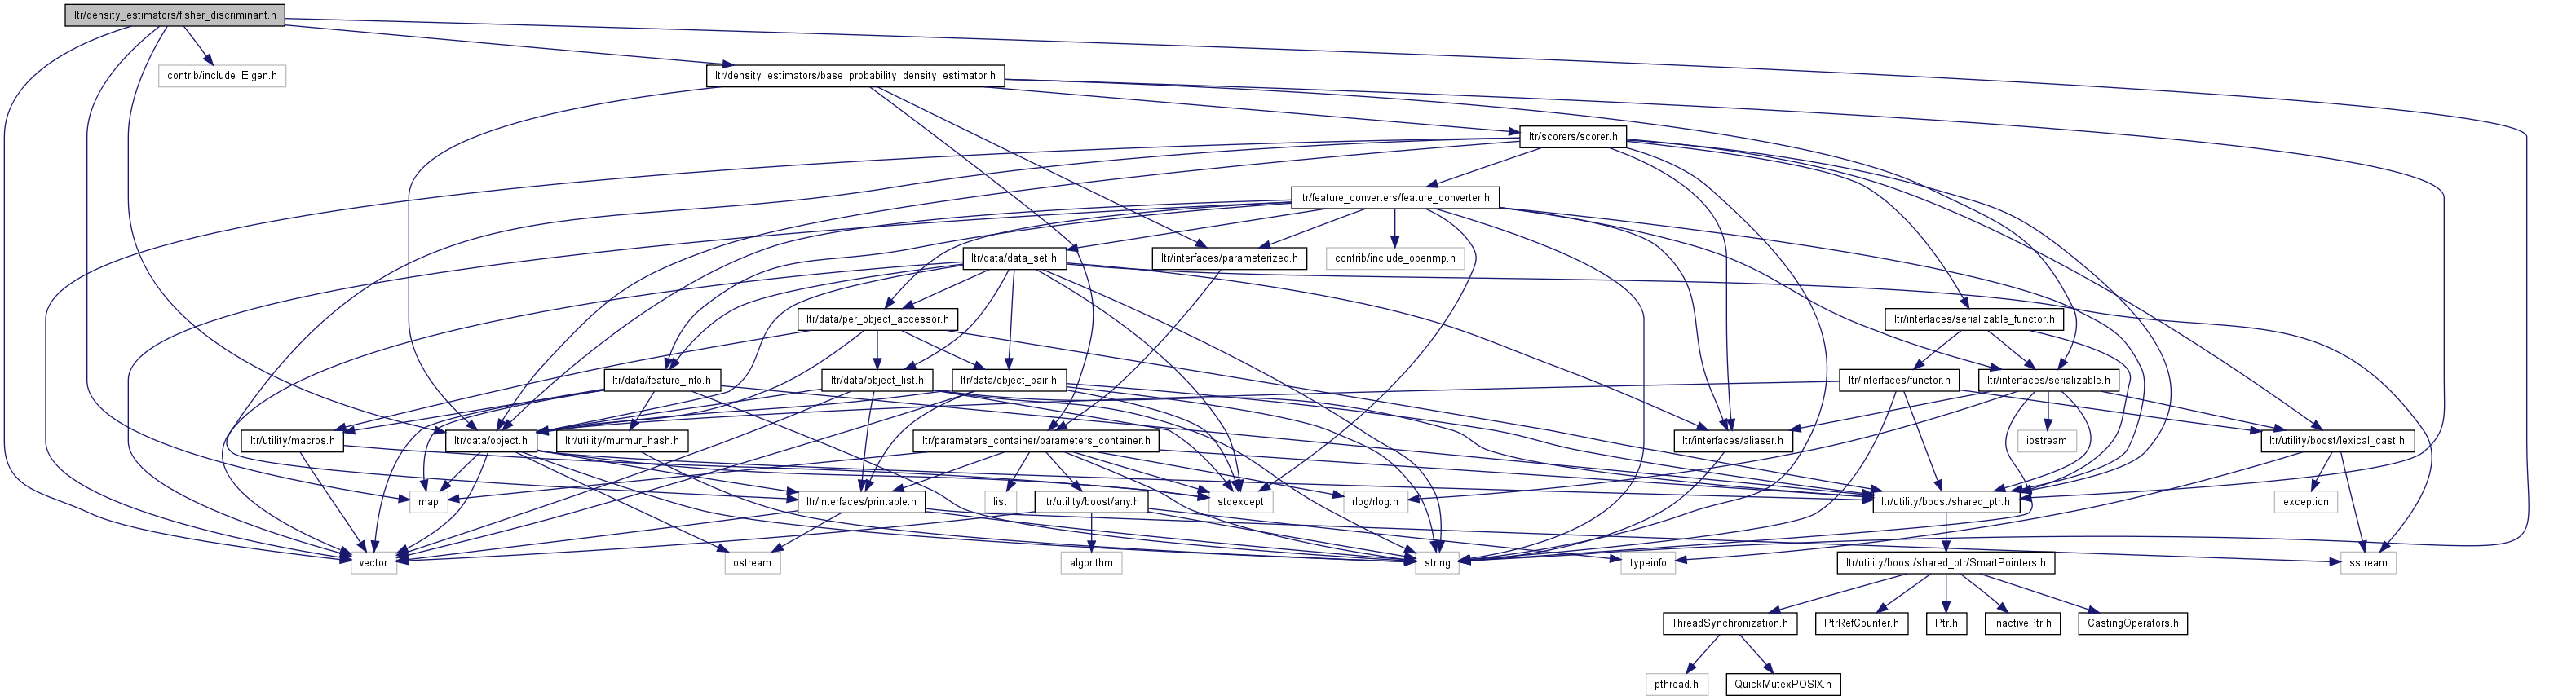 ltr/density_estimators/fisher_discriminant.h
contrib/include_Eigen.h
ltr/density_estimators/base_probability_density_estimator.h
ltr/scorers/scorer.h
ltr/feature_converters/feature_converter.h
ltr/data/data_set.h
ltr/interfaces/parameterized.h
contrib/include_openmp.h
ltr/data/per_object_accessor.h
ltr/interfaces/serializable_functor.h
ltr/data/feature_info.h
ltr/data/object_list.h
ltr/data/object_pair.h
ltr/interfaces/functor.h
ltr/interfaces/serializable.h
ltr/utility/macros.h
ltr/data/object.h
ltr/utility/murmur_hash.h
ltr/parameters_container/parameters_container.h
ltr/interfaces/aliaser.h
iostream
ltr/utility/boost/lexical_cast.h
map
ltr/interfaces/printable.h
list
ltr/utility/boost/any.h
stdexcept
rlog/rlog.h
ltr/utility/boost/shared_ptr.h
exception
vector
ostream
algorithm
string
typeinfo
ltr/utility/boost/shared_ptr/SmartPointers.h
sstream
ThreadSynchronization.h
PtrRefCounter.h
Ptr.h
InactivePtr.h
CastingOperators.h
pthread.h
QuickMutexPOSIX.h